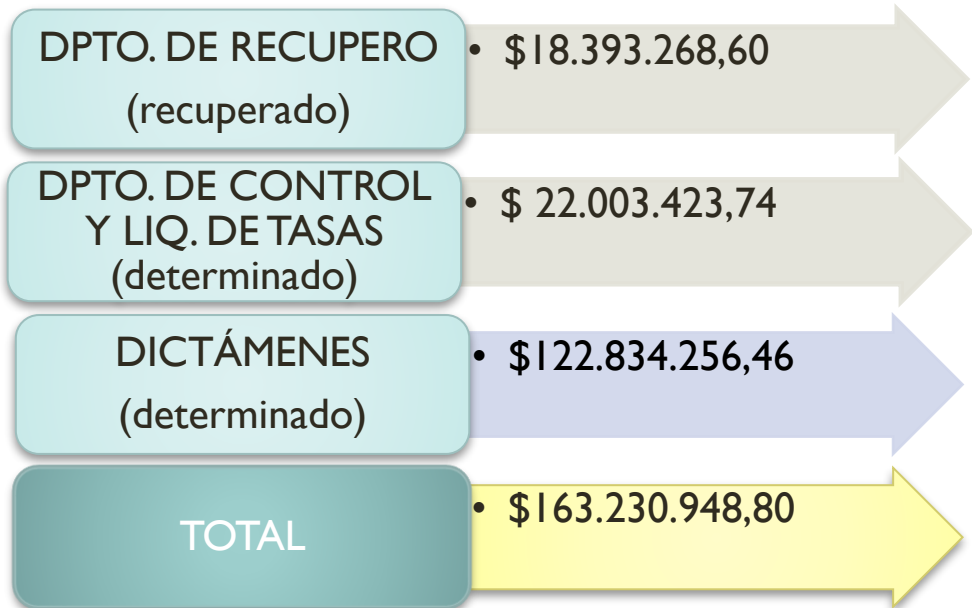 DPTO. DE RECUPERO
(recuperado)
• $18.393.268,60
DPTO. DE CONTROL
Y LIQ. DE TASAS
(determinado)
• $ 22.003.423,74
DICTÁMENES
(determinado)
• $122.834.256,46
TOTAL
• $163.230.948,80